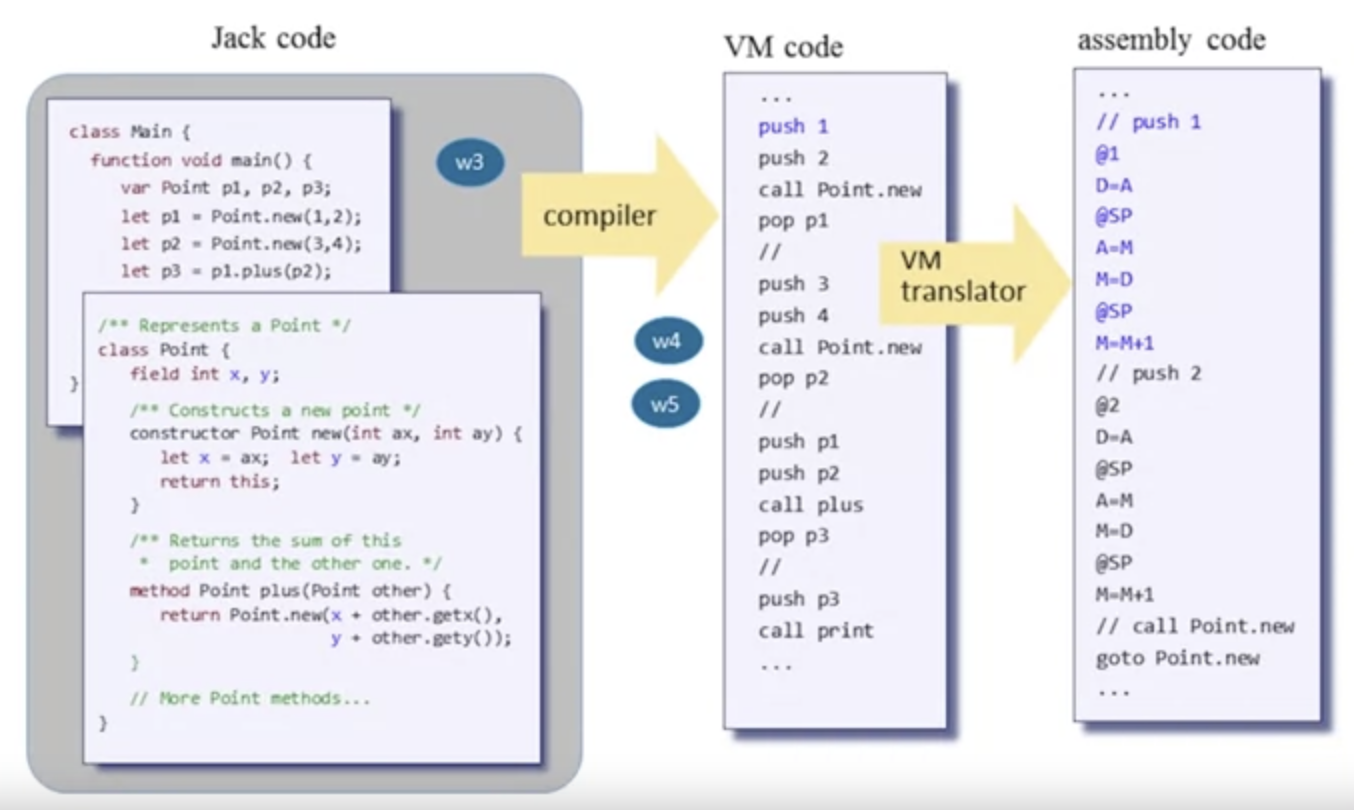 Jack code
class Main {
function void main() {
var Point p1, p2, p3;
let p1 = Point.new(1,2);
let p2 = Point.new(3,4);
let p3 = p1.plus(p2);
}
/** Represents a Point */
class Point {
field int x, y;
/** Constructs a new point */
constructor Point new(int ax, int ay) {
let x = ax; let y = ay;
return this;
}
/** Returns the sum of this
* point and the other one. */
method Point plus(Point other) {
return Point.new(x + other.getx(),
y + other.gety());
}
// More Point methods...
}
w3
compiler
w4
w5
VM code
...
push 1
push 2
call Point.new
pop p1
//
push 3
push 4
call Point.new
pop p2
//
push p1
push p2
call plus
pop p3
//
push p3
call print
...
VM
translator
assembly code
...
// push 1
@1
D=A
@SP
A=M
M=D
@SP
M=M+1
// push 2
@2
D=A
@SP
A=M
M=D
@SP
M=M+1
// call Point.new
goto Point.new
...